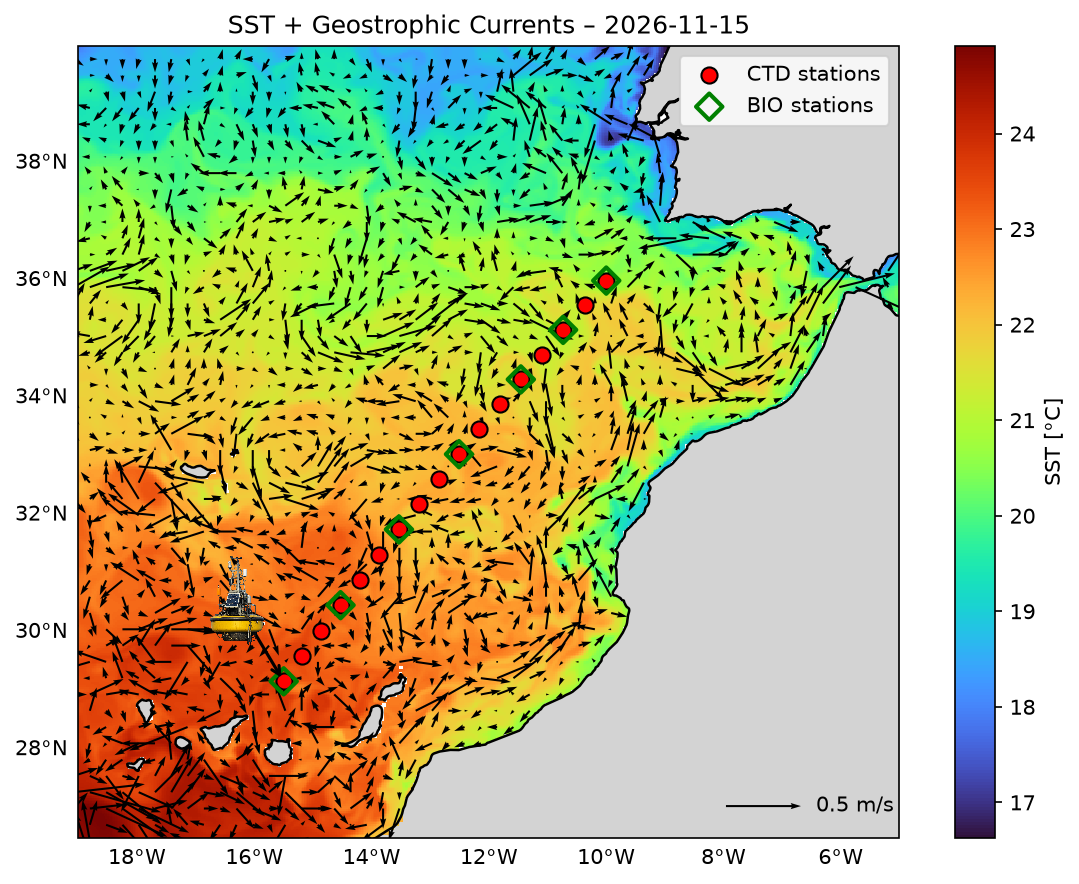 SST + Geostrophic Currents – 2026-11-15
CTD stations
BIO stations
38°N
36°N
34°N
32°N
30°N
28°N
18°W
16°W
14°W
12°W
10°W
8°W
6°W
0.5 m/s
24
23
22
21
20
19
18
17
SST [°C]